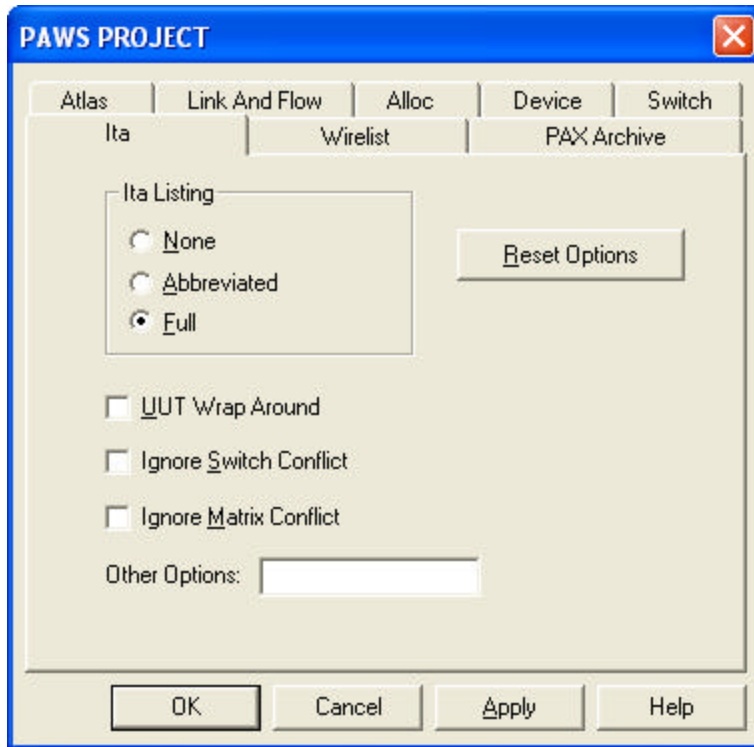 PAWS PROJECT
Atlas Link And Flow Alloc Device Switch
Ita Wirelist PAX Archive
Ita Listing
None
Reset Options
Abbreviated
Full
UUT Wrap Around
Ignore Switch Conflict
Ignore Matrix Conflict
Other Options:
OK Cancel Apply Help